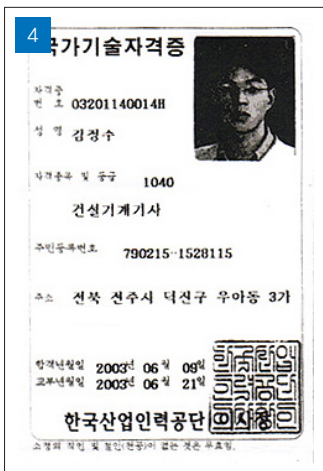 4
국가기술자격증
자격증
번 호 03201140014H
성 명 김정수
자격종목 및 등급 1040
건설기계기사
주민등록번호 790215-1528115
주소 전북 전주시 덕진구 우아동 3가
합격년월일 2003년 06월 09일
교부년월일 2003년 06월 21일
한국산업인력공단
소정의 직인 및 철인(천공)이 없는 것은 무효임.